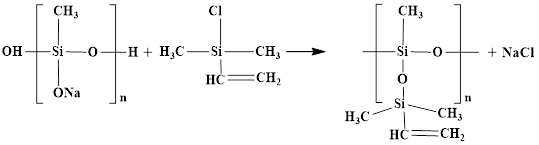 CH₃
OH Si O H
ONa
n
+
Cl
H₃C Si CH₃
HC CH₂
CH₃
Si O
O
Si
H₃C CH₃
HC CH₂
n
+ NaCl